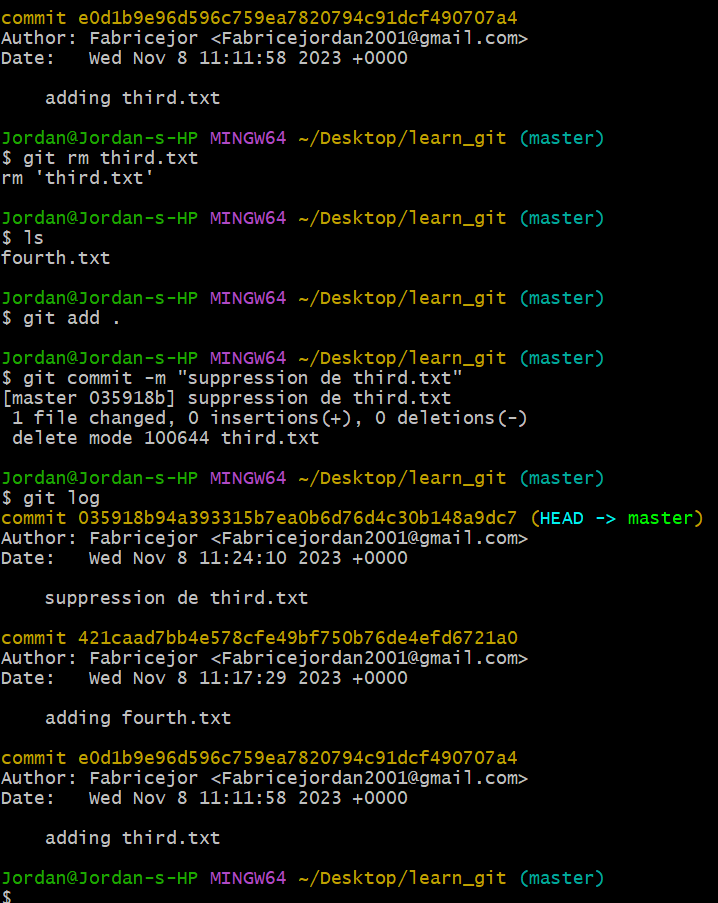 commit e0d1b9e96d596c759ea7820794c91dcf490707a4
Author: Fabricejor <Fabricejordan2001@gmail.com>
Date:   Wed Nov 8 11:11:58 2023 +0000
    adding third.txt
Jordan@Jordan-s-HP MINGW64 ~/Desktop/learn_git (master)
$ git rm third.txt
rm 'third.txt'
Jordan@Jordan-s-HP MINGW64 ~/Desktop/learn_git (master)
$ ls
fourth.txt
Jordan@Jordan-s-HP MINGW64 ~/Desktop/learn_git (master)
$ git add .
Jordan@Jordan-s-HP MINGW64 ~/Desktop/learn_git (master)
$ git commit -m "suppression de third.txt"
[master 035918b] suppression de third.txt
 1 file changed, 0 insertions(+), 0 deletions(-)
 delete mode 100644 third.txt
Jordan@Jordan-s-HP MINGW64 ~/Desktop/learn_git (master)
$ git log
commit 035918b94a393315b7ea0b6d76d4c30b148a9dc7 (HEAD -> master)
Author: Fabricejor <Fabricejordan2001@gmail.com>
Date:   Wed Nov 8 11:24:10 2023 +0000
    suppression de third.txt
commit 421caad7bb4e578cfe49bf750b76de4efd6721a0
Author: Fabricejor <Fabricejordan2001@gmail.com>
Date:   Wed Nov 8 11:17:29 2023 +0000
    adding fourth.txt
commit e0d1b9e96d596c759ea7820794c91dcf490707a4
Author: Fabricejor <Fabricejordan2001@gmail.com>
Date:   Wed Nov 8 11:11:58 2023 +0000
    adding third.txt
Jordan@Jordan-s-HP MINGW64 ~/Desktop/learn_git (master)
$